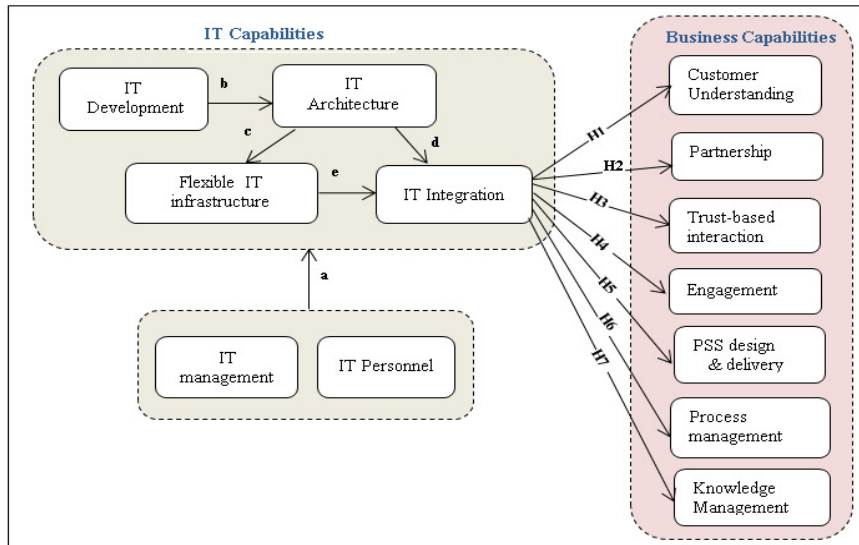 IT Capabilities
IT
Development
b
IT
Architecture
c
d
Flexible IT
infrastructure
e
IT Integration
a
IT
management
IT Personnel
H1
H2
H3
H4
H5
H6
H7
Business Capabilities
Customer
Understanding
Partnership
Trust-based
interaction
Engagement
PSS design
& delivery
Process
management
Knowledge
Management